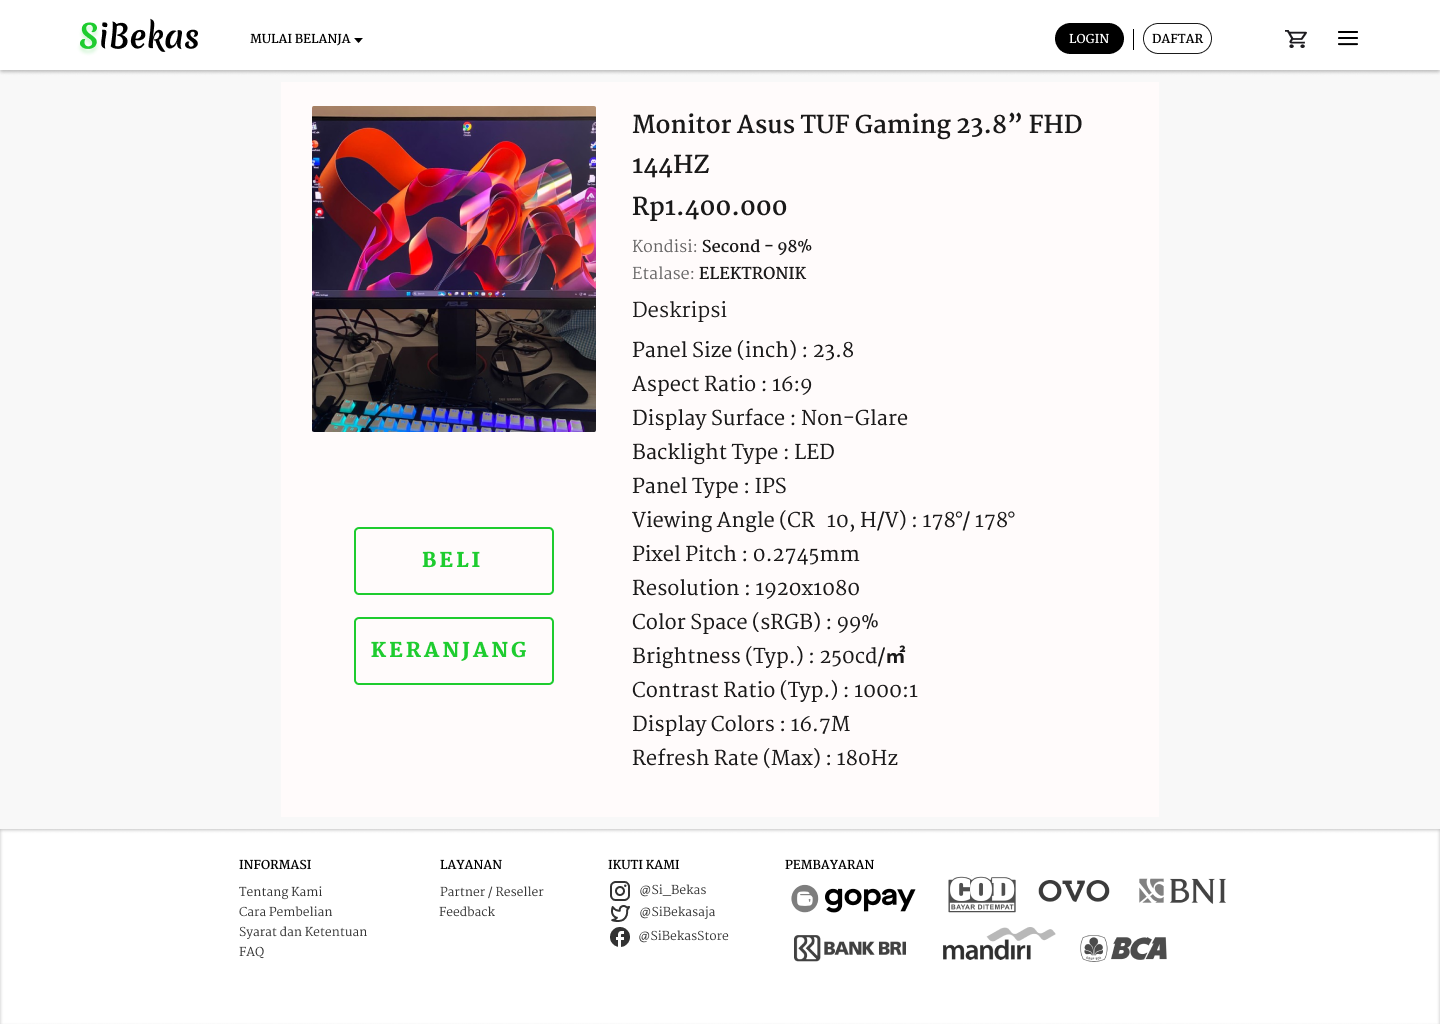 SiBekas
MULAI BELANJA
LOGIN
DAFTAR
Monitor Asus TUF Gaming 23.8” FHD
144HZ
Rp1.400.000
Kondisi: Second - 98%
Etalase: ELEKTRONIK
Deskripsi
Panel Size (inch) : 23.8
Aspect Ratio : 16:9
Display Surface : Non-Glare
Backlight Type : LED
Panel Type : IPS
Viewing Angle (CR  10, H/V) : 178°/ 178°
Pixel Pitch : 0.2745mm
Resolution : 1920x1080
Color Space (sRGB) : 99%
Brightness (Typ.) : 250cd/㎡
Contrast Ratio (Typ.) : 1000:1
Display Colors : 16.7M
Refresh Rate (Max) : 180Hz
ASUS
BELI
KERANJANG
INFORMASI
Tentang Kami
Cara Pembelian
Syarat dan Ketentuan
FAQ
LAYANAN
Partner / Reseller
Feedback
IKUTI KAMI
@Si_Bekas
@SiBekasaja
@SiBekasStore
PEMBAYARAN
gopay
COD
BAYAR DITEMPAT
OVO
BNI
BANK BRI
mandiri
BCA